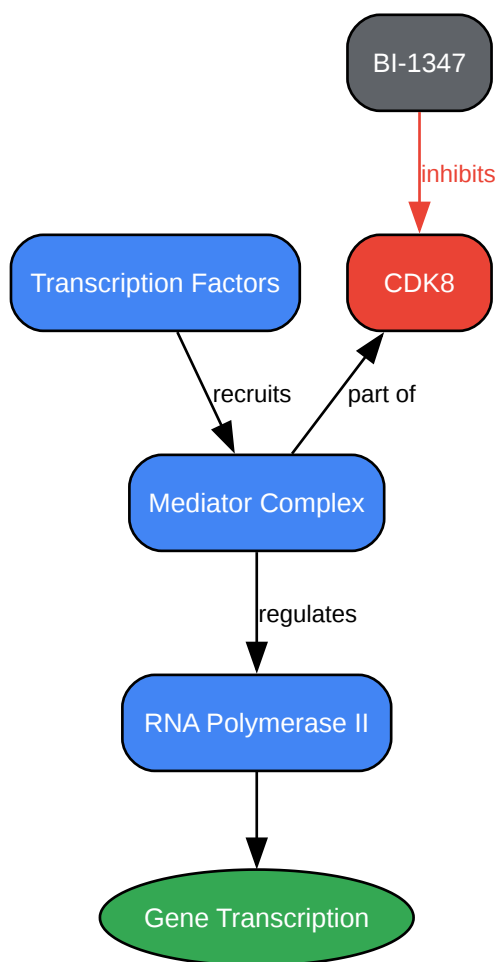 BI-1347
inhibits
Transcription Factors
CDK8
recruits
part of
Mediator Complex
regulates
RNA Polymerase II
Gene Transcription